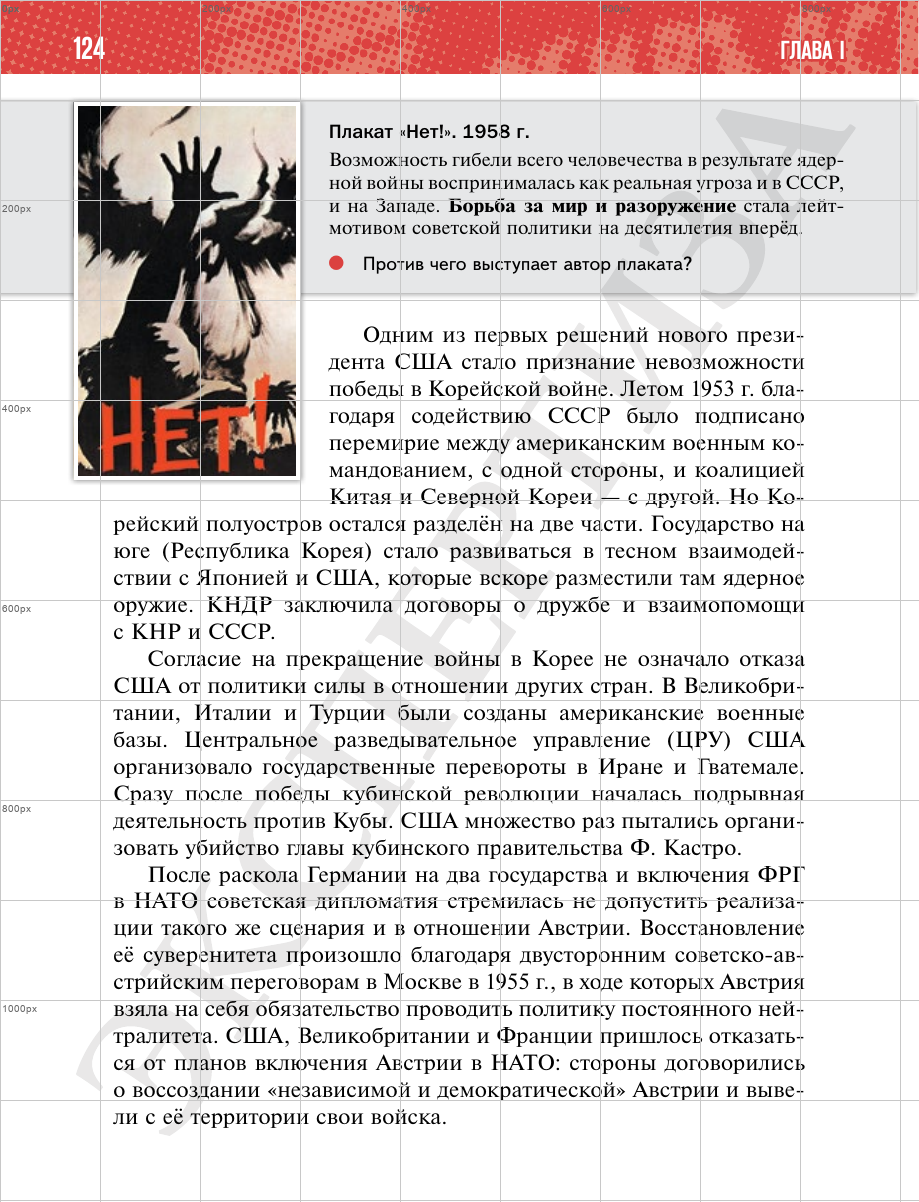 124
ГЛАВА I
НЕТ!
Плакат «Нет!». 1958 г.
Возможность гибели всего человечества в результате ядер-
ной войны воспринималась как реальная угроза и в СССР,
и на Западе. Борьба за мир и разоружение стала лейт-
мотивом советской политики на десятилетия вперёд.
Против чего выступает автор плаката?
Одним из первых решений нового прези-
дента США стало признание невозможности
победы в Корейской войне. Летом 1953 г. бла-
годаря содействию СССР было подписано
перемирие между американским военным ко-
мандованием, с одной стороны, и коалицией
Китая и Северной Кореи — с другой. Но Ко-
рейский полуостров остался разделён на две части. Государство на
юге (Республика Корея) стало развиваться в тесном взаимодей-
ствии с Японией и США, которые вскоре разместили там ядерное
оружие. КНДР заключила договоры о дружбе и взаимопомощи
с КНР и СССР.
Согласие на прекращение войны в Корее не означало отказа
США от политики силы в отношении других стран. В Великобри-
тании, Италии и Турции были созданы американские военные
базы. Центральное разведывательное управление (ЦРУ) США
организовало государственные перевороты в Иране и Гватемале.
Сразу после победы кубинской революции началась подрывная
деятельность против Кубы. США множество раз пытались органи-
зовать убийство главы кубинского правительства Ф. Кастро.
После раскола Германии на два государства и включения ФРГ
в НАТО советская дипломатия стремилась не допустить реализа-
ции такого же сценария и в отношении Австрии. Восстановление
её суверенитета произошло благодаря двусторонним советско-ав-
стрийским переговорам в Москве в 1955 г., в ходе которых Австрия
взяла на себя обязательство проводить политику постоянного ней-
тралитета. США, Великобритании и Франции пришлось отказать-
ся от планов включения Австрии в НАТО: стороны договорились
о воссоздании «независимой и демократической» Австрии и выве-
ли с её территории свои войска.
ЭКСПЕРТИЗА
200px
400px
600px
800px
1000px